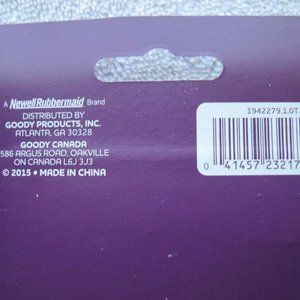 A NewellRubbermaid Brand
DISTRIBUTED BY
GOODY PRODUCTS, INC.
ATLANTA, GA 30328
GOODY CANADA
586 ARGUS ROAD, OAKVILLE
ON CANADA L6J 3J3
© 2015 • MADE IN CHINA
1942279.1.0T.
0 41457 23217